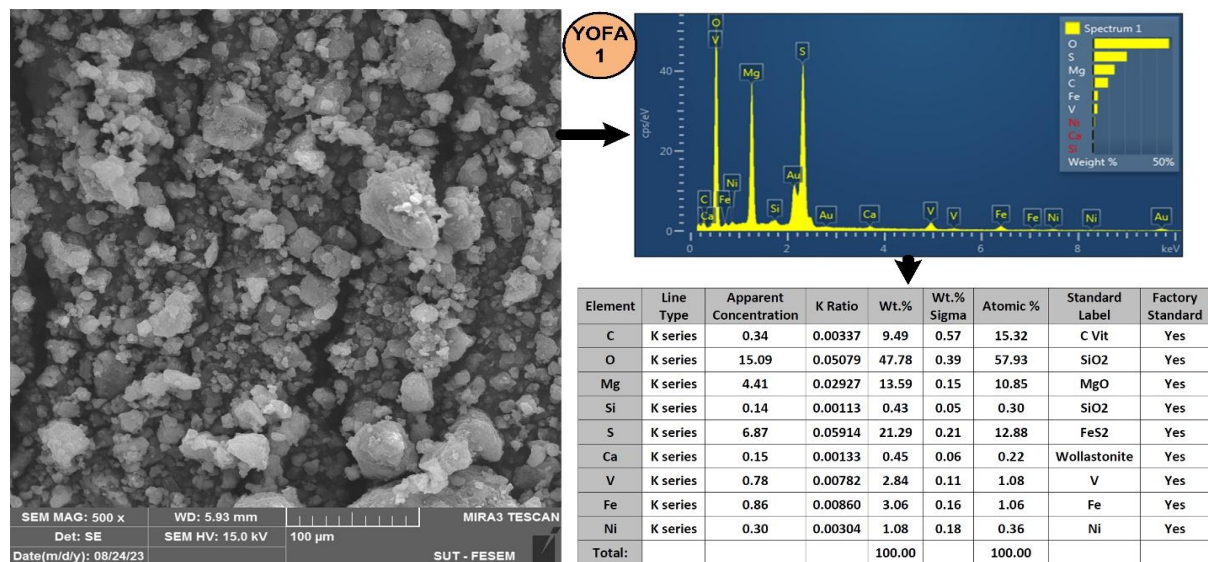 YOFA
1
SEM MAG: 500 x
WD: 5.93 mm
MIRA3 TESCAN
Det: SE
SEM HV: 15.0 kV
100 µm
Date(m/d/y): 08/24/23
SUT - FESEM
Spectrum 1
O
S
Mg
C
Fe
V
Ni
Ca
Si
Weight %
50%
cps/eV
40
20
0
O
V
Mg
S
Au
C
Ca
Fe
Ni
Si
Au
Ca
V
V
Fe
Fe
Ni
Ni
Au
0
2
4
6
8
keV
Element Line Type Apparent Concentration K Ratio Wt.% Wt.% Sigma Atomic % Standard Label Factory Standard
C K series 0.34 0.00337 9.49 0.57 15.32 C Vit Yes
O K series 15.09 0.05079 47.78 0.39 57.93 SiO2 Yes
Mg K series 4.41 0.02927 13.59 0.15 10.85 MgO Yes
Si K series 0.14 0.00113 0.43 0.05 0.30 SiO2 Yes
S K series 6.87 0.05914 21.29 0.21 12.88 FeS2 Yes
Ca K series 0.15 0.00133 0.45 0.06 0.22 Wollastonite Yes
V K series 0.78 0.00782 2.84 0.11 1.08 V Yes
Fe K series 0.86 0.00860 3.06 0.16 1.06 Fe Yes
Ni K series 0.30 0.00304 1.08 0.18 0.36 Ni Yes
Total: 100.00 100.00